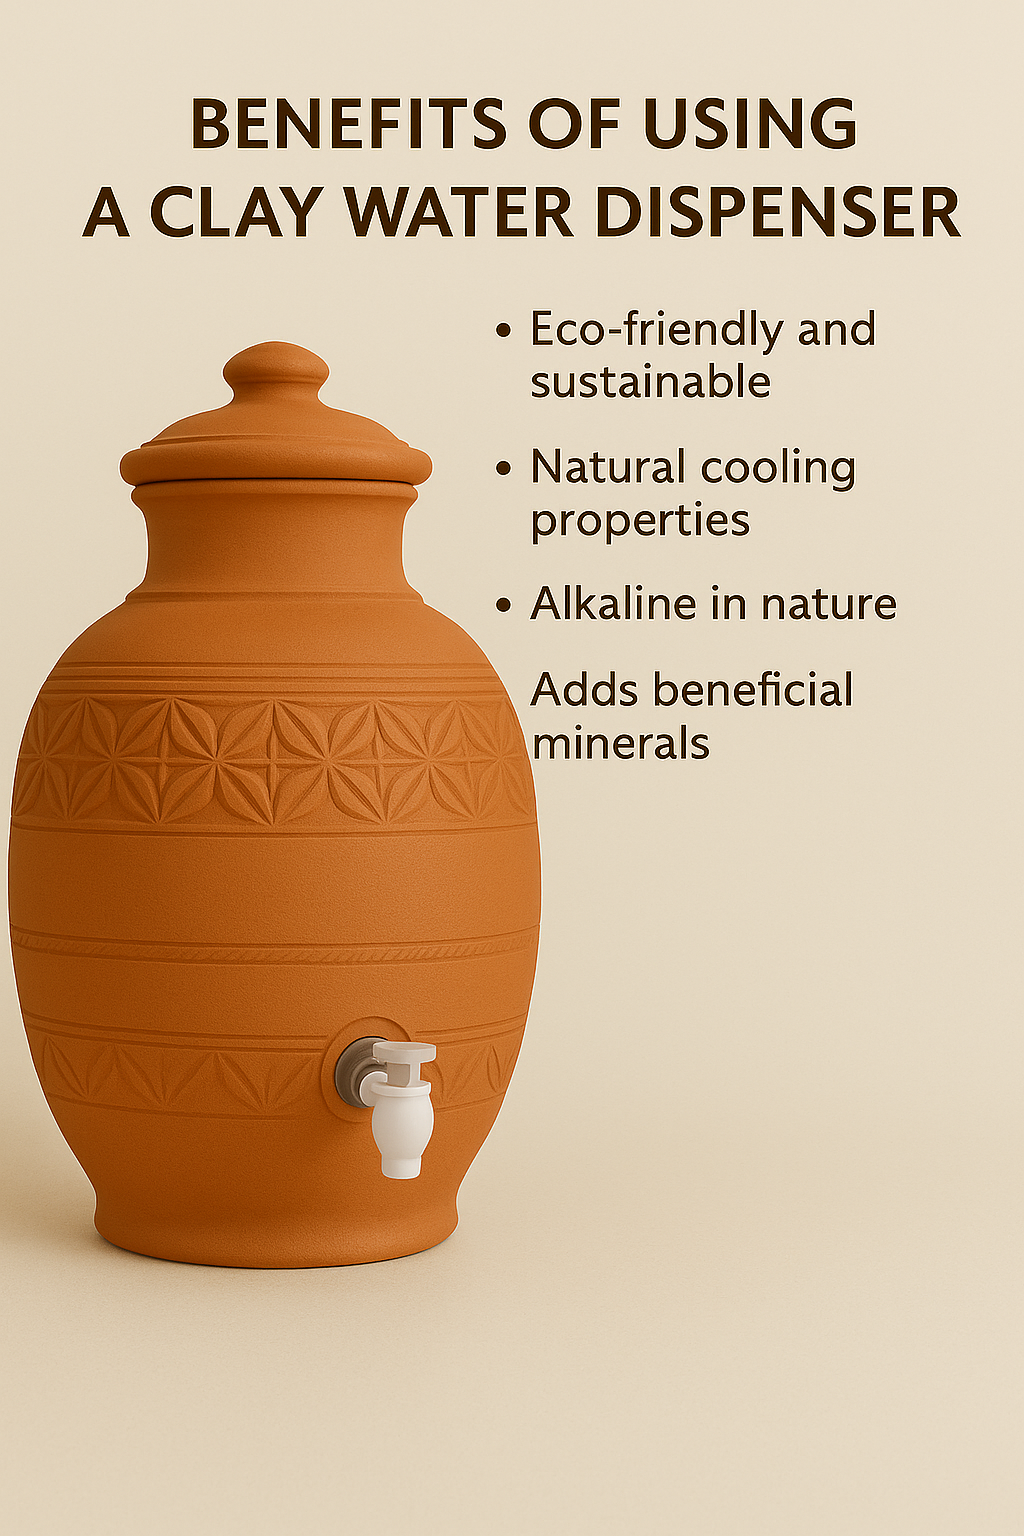 BENEFITS OF USING
A CLAY WATER DISPENSER
• Eco-friendly and
sustainable
• Natural cooling
properties
• Alkaline in nature
Adds beneficial
minerals